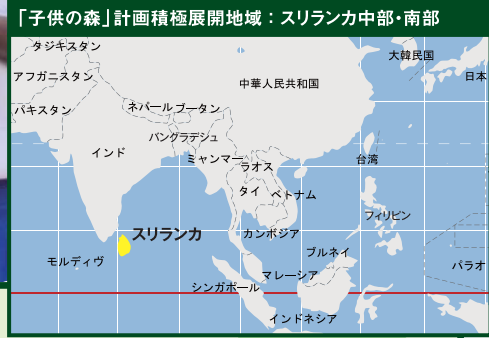 「子供の森」計画積極展開地域：スリランカ中部・南部
タジキスタン
大韓民国
アフガニスタン
日本
中華人民共和国
パキスタン
ネパール
ブータン
バングラデシュ
インド
ミャンマー
台湾
ラオス
タイ
ベトナム
フィリピン
スリランカ
カンボジア
ブルネイ
モルディヴ
パラオ
マレーシア
シンガポール
インドネシア